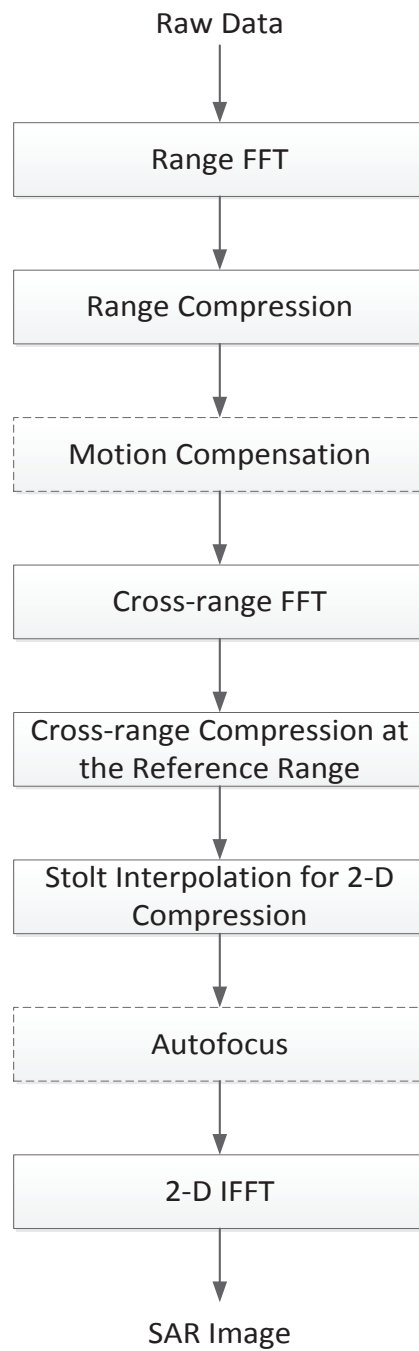 Raw Data
Range FFT
Range Compression
Motion Compensation
Cross-range FFT
Cross-range Compression at
the Reference Range
Stolt Interpolation for 2-D
Compression
Autofocus
2-D IFFT
SAR Image